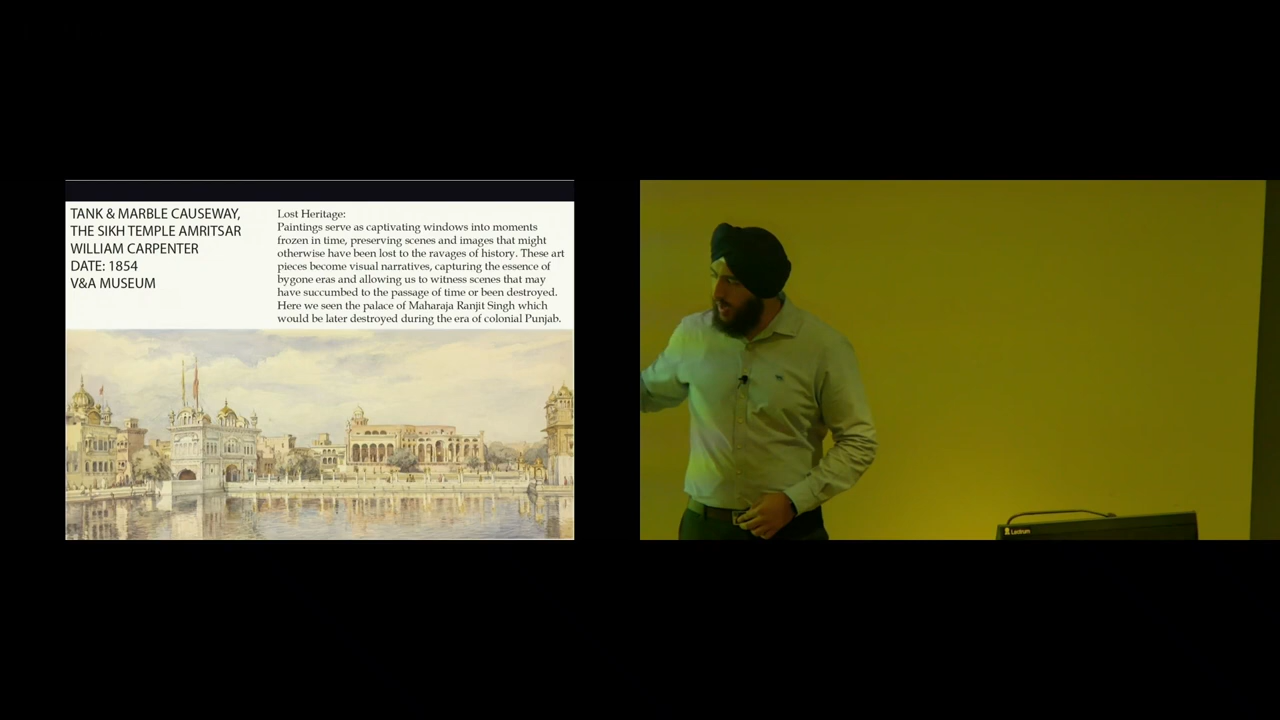 TANK & MARBLE CAUSEWAY,
THE SIKH TEMPLE AMRITSAR
WILLIAM CARPENTER
DATE: 1854
V&A MUSEUM
Lost Heritage:
Paintings serve as captivating windows into moments
frozen in time, preserving scenes and images that might
otherwise have been lost to the ravages of history. These art
pieces become visual narratives, capturing the essence of
bygone eras and allowing us to witness scenes that may
have succumbed to the passage of time or been destroyed.
Here we seen the palace of Maharaja Ranjit Singh which
would be later destroyed during the era of colonial Punjab.
Lectrum